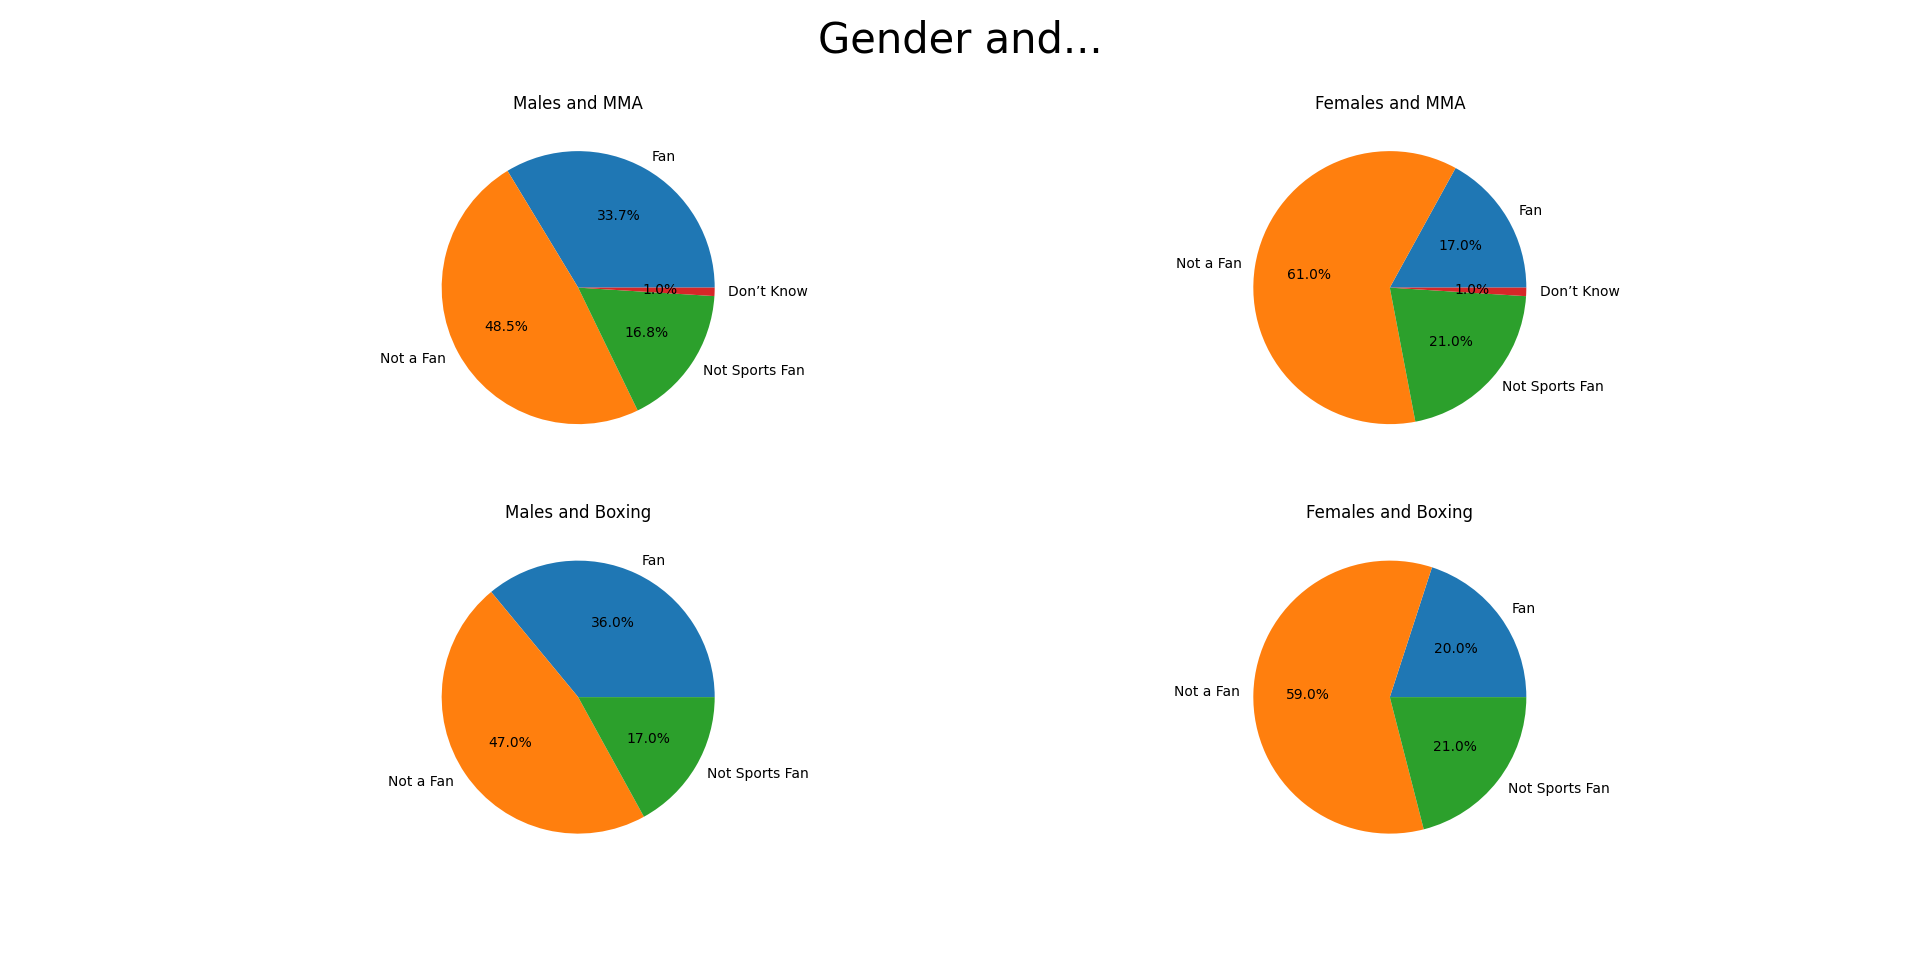 Gender and...
Males and MMA
Fan
33.7%
Not a Fan
48.5%
Not Sports Fan
16.8%
Don’t Know
1.0%
Females and MMA
Fan
17.0%
Not a Fan
61.0%
Not Sports Fan
21.0%
Don’t Know
1.0%
Males and Boxing
Fan
36.0%
Not a Fan
47.0%
Not Sports Fan
17.0%
Females and Boxing
Fan
20.0%
Not a Fan
59.0%
Not Sports Fan
21.0%